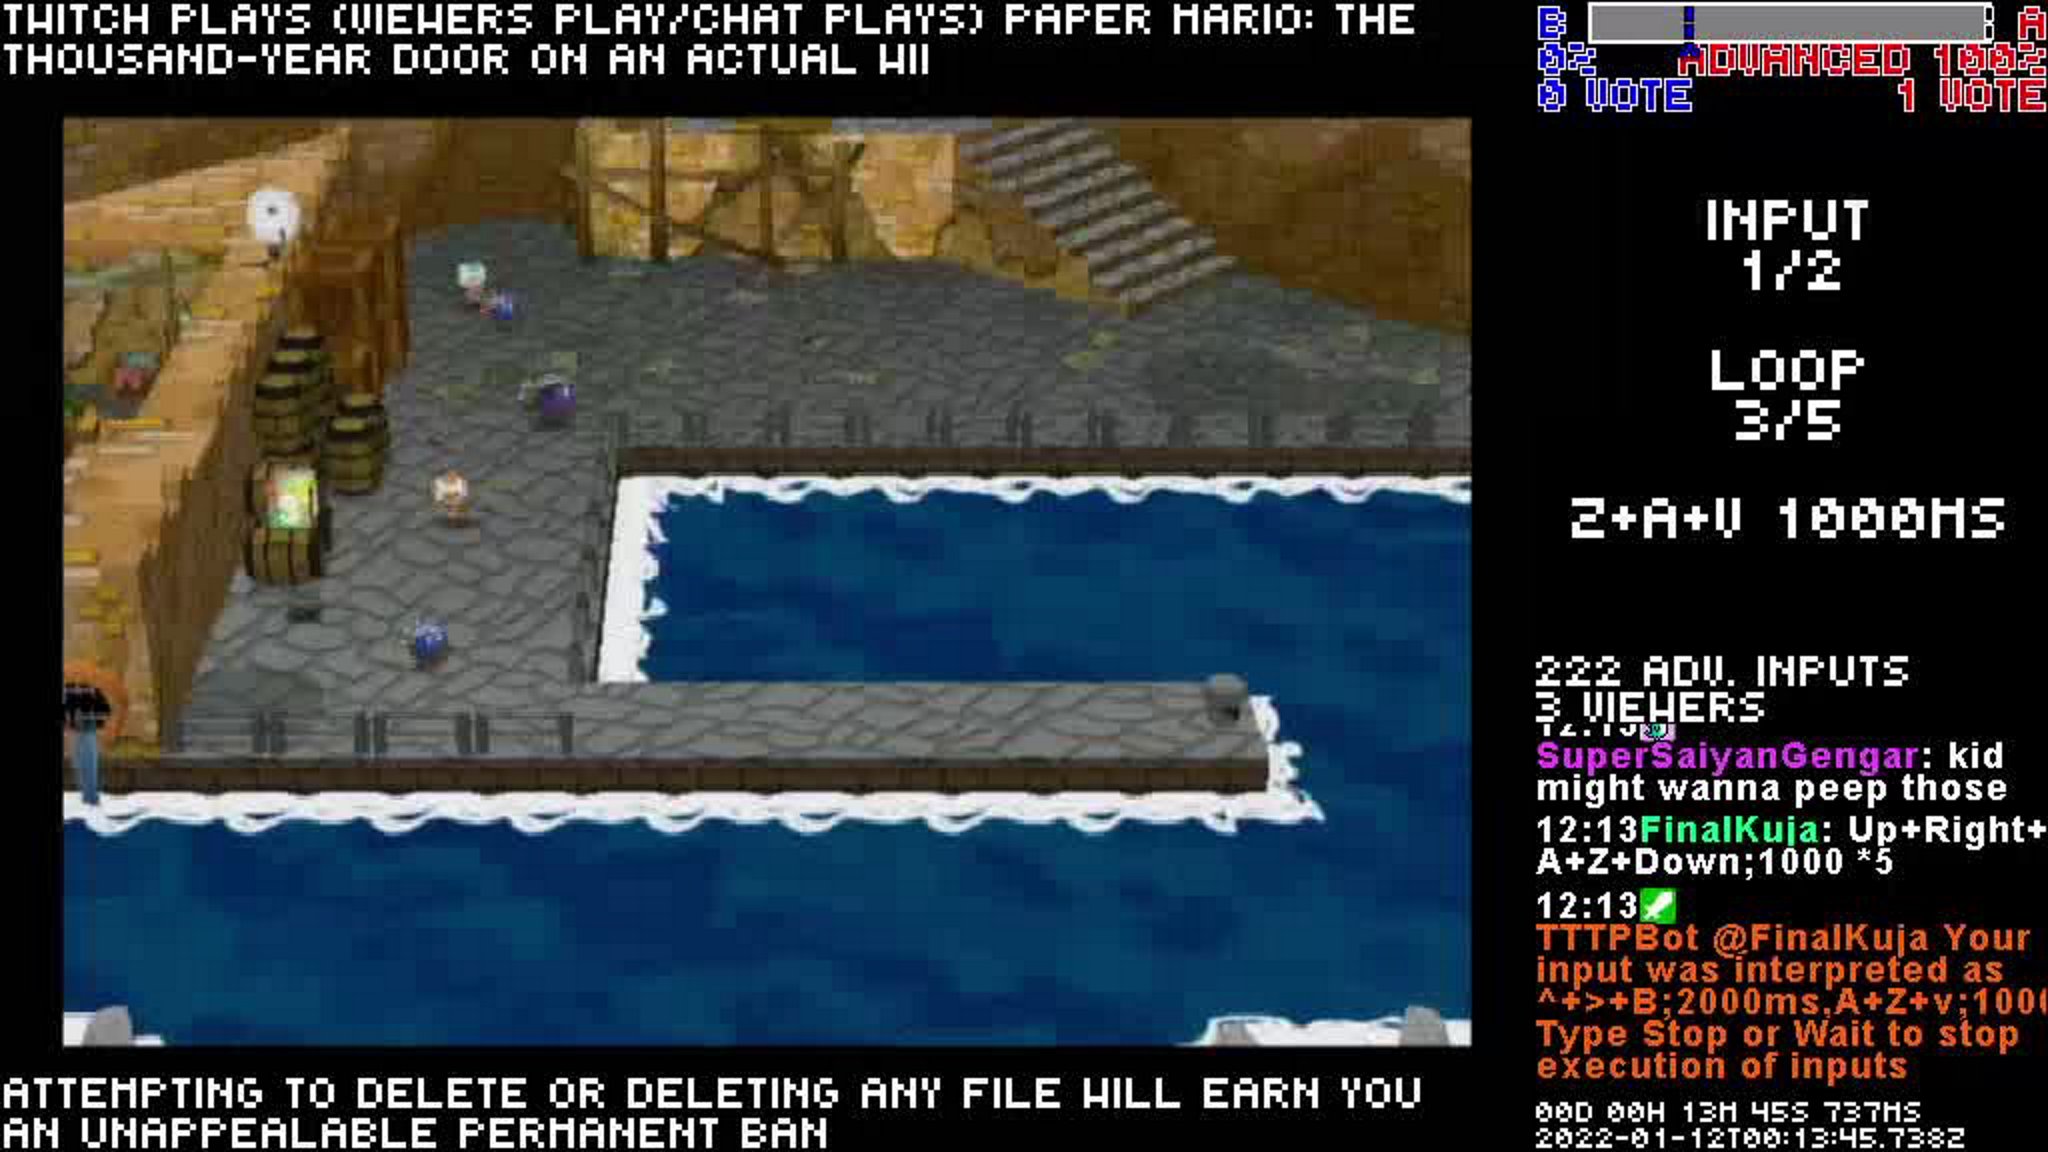 TWITCH PLAYS (VIEWERS PLAY/CHAT PLAYS) PAPER MARIO: THE
THOUSAND-YEAR DOOR ON AN ACTUAL WII
B A
0% ADVANCED 100%
0 VOTE 1 VOTE
INPUT
1/2
LOOP
3/5
Z+A+V 1000MS
222 ADV. INPUTS
3 VIEWERS
12:13
SuperSaiyanGengar: kid
might wanna peep those
12:13FinalKuja: Up+Right+
A+Z+Down;1000 *5
12:13
TTTPBot @FinalKuja Your
input was interpreted as
^+>+B;2000ms,A+Z+v;100
Type Stop or Wait to stop
execution of inputs
00D 00H 13M 45S 737MS
2022-01-12T00:13:45.738Z
ATTEMPTING TO DELETE OR DELETING ANY FILE WILL EARN YOU
AN UNAPPEALABLE PERMANENT BAN